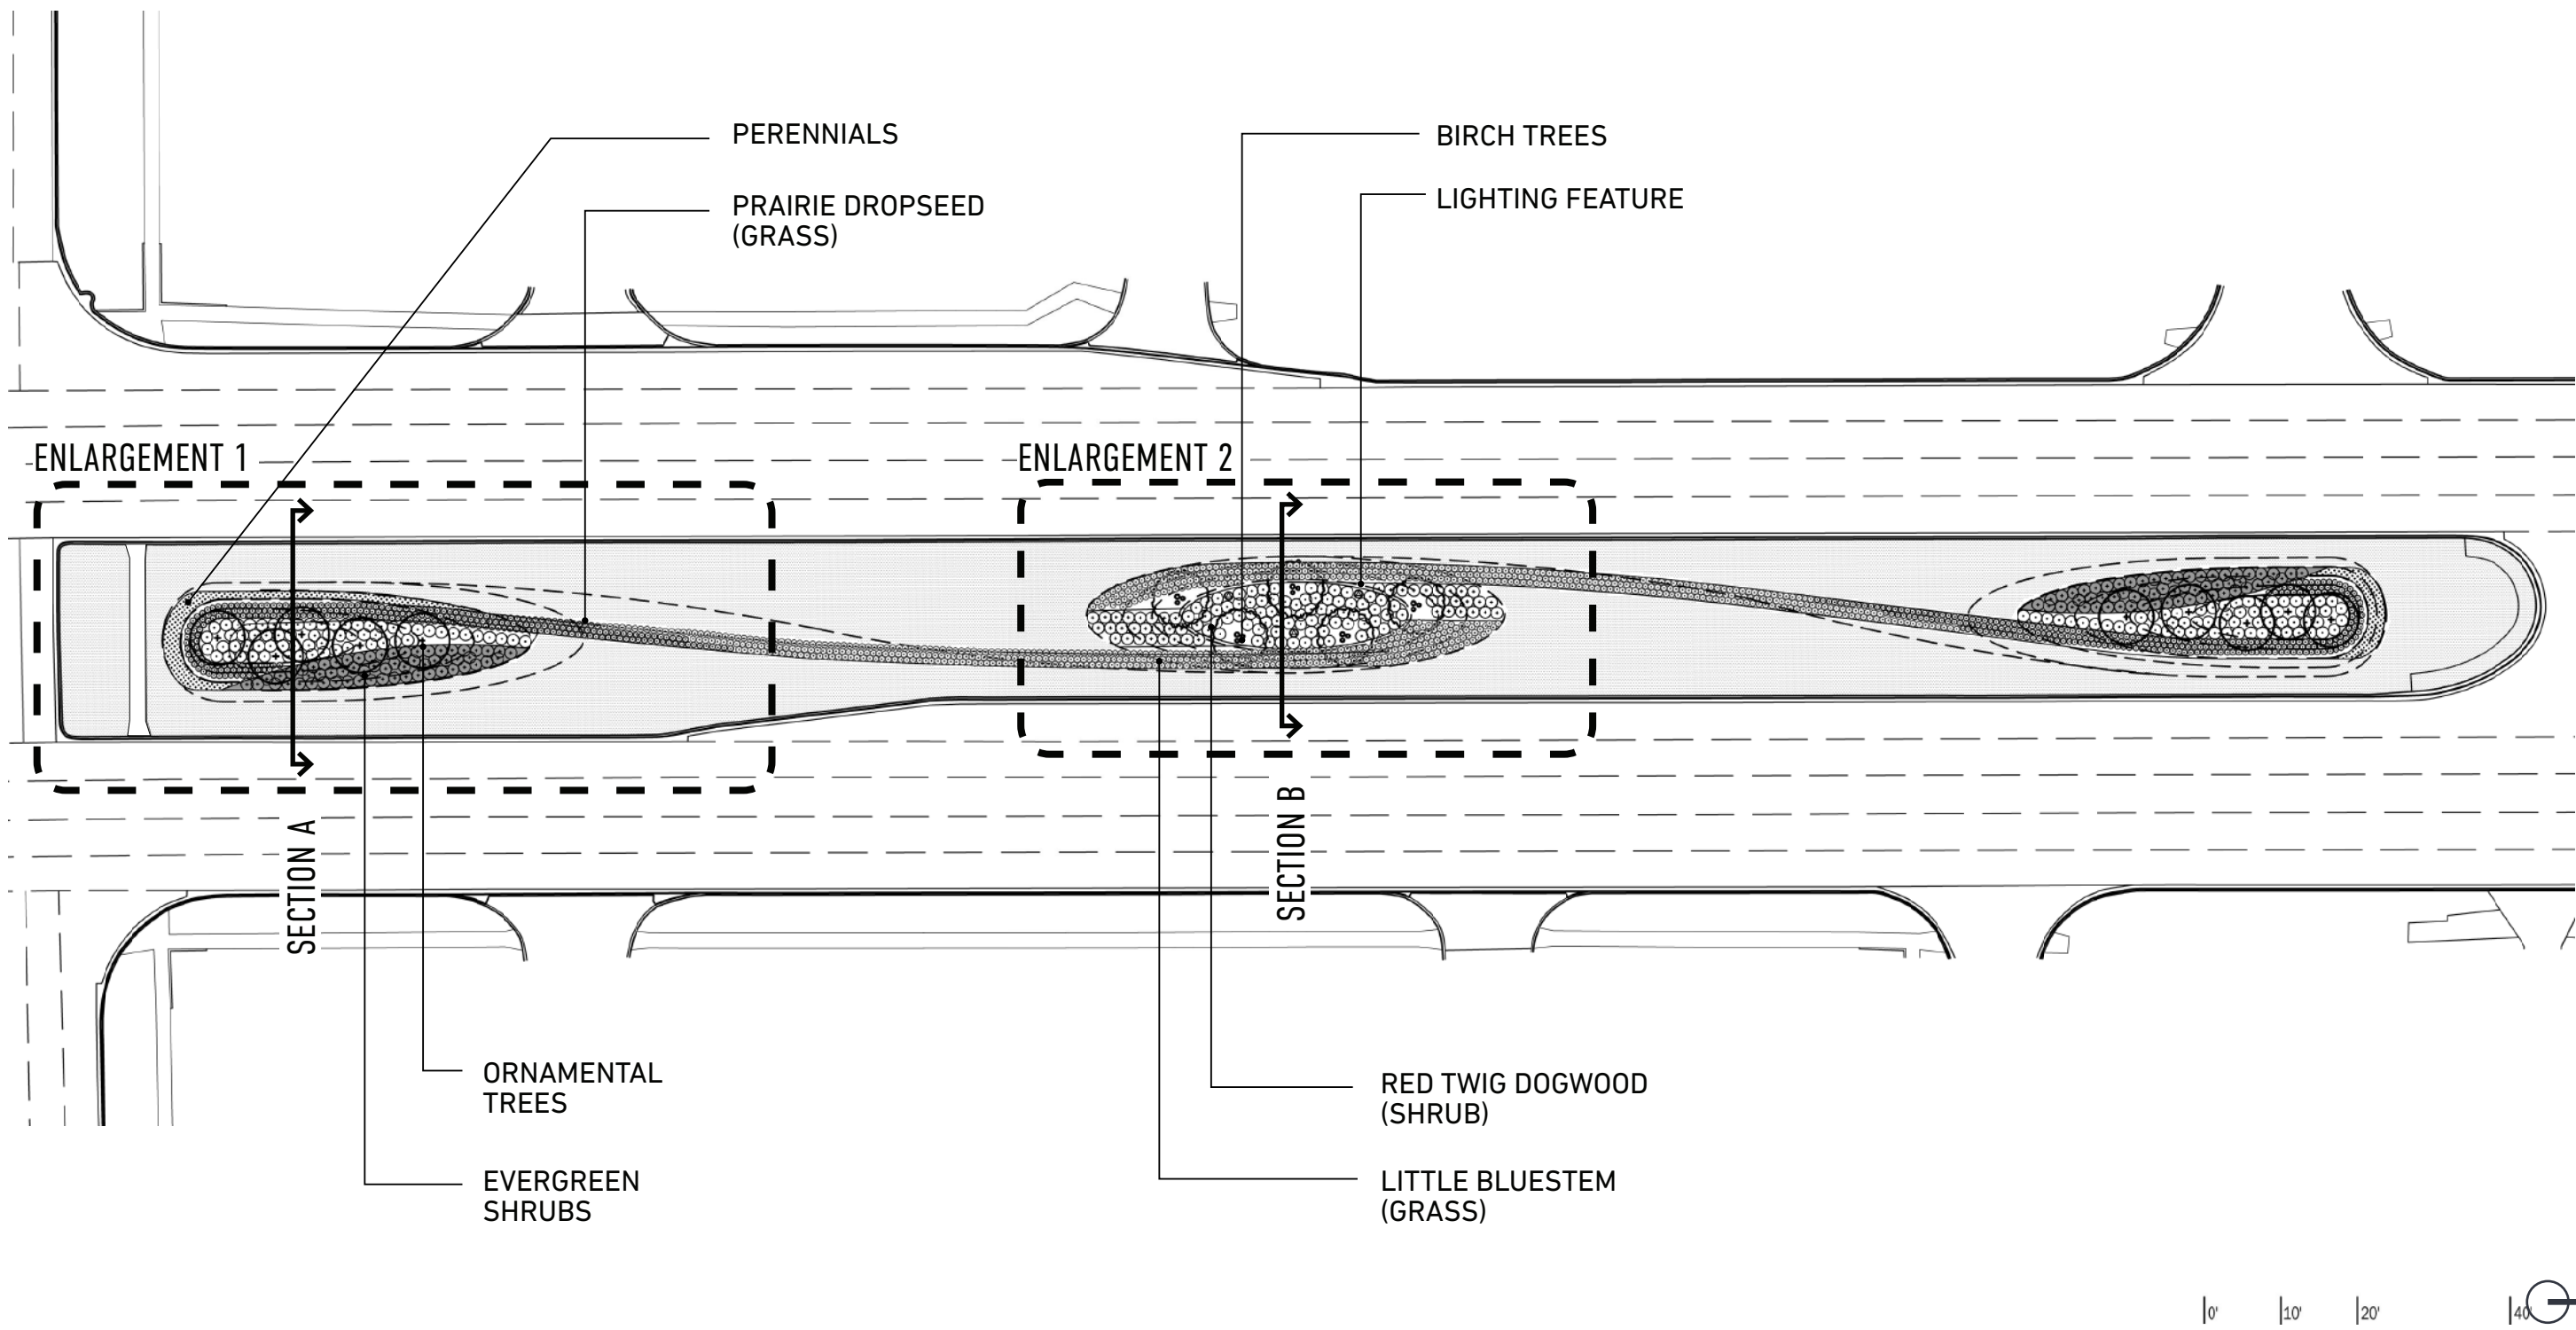 PERENNIALS
PRAIRIE DROPSEED
(GRASS)
BIRCH TREES
LIGHTING FEATURE
ENLARGEMENT 1
ENLARGEMENT 2
SECTION A
SECTION B
ORNAMENTAL
TREES
EVERGREEN
SHRUBS
RED TWIG DOGWOOD
(SHRUB)
LITTLE BLUESTEM
(GRASS)
0' 10' 20' 40'